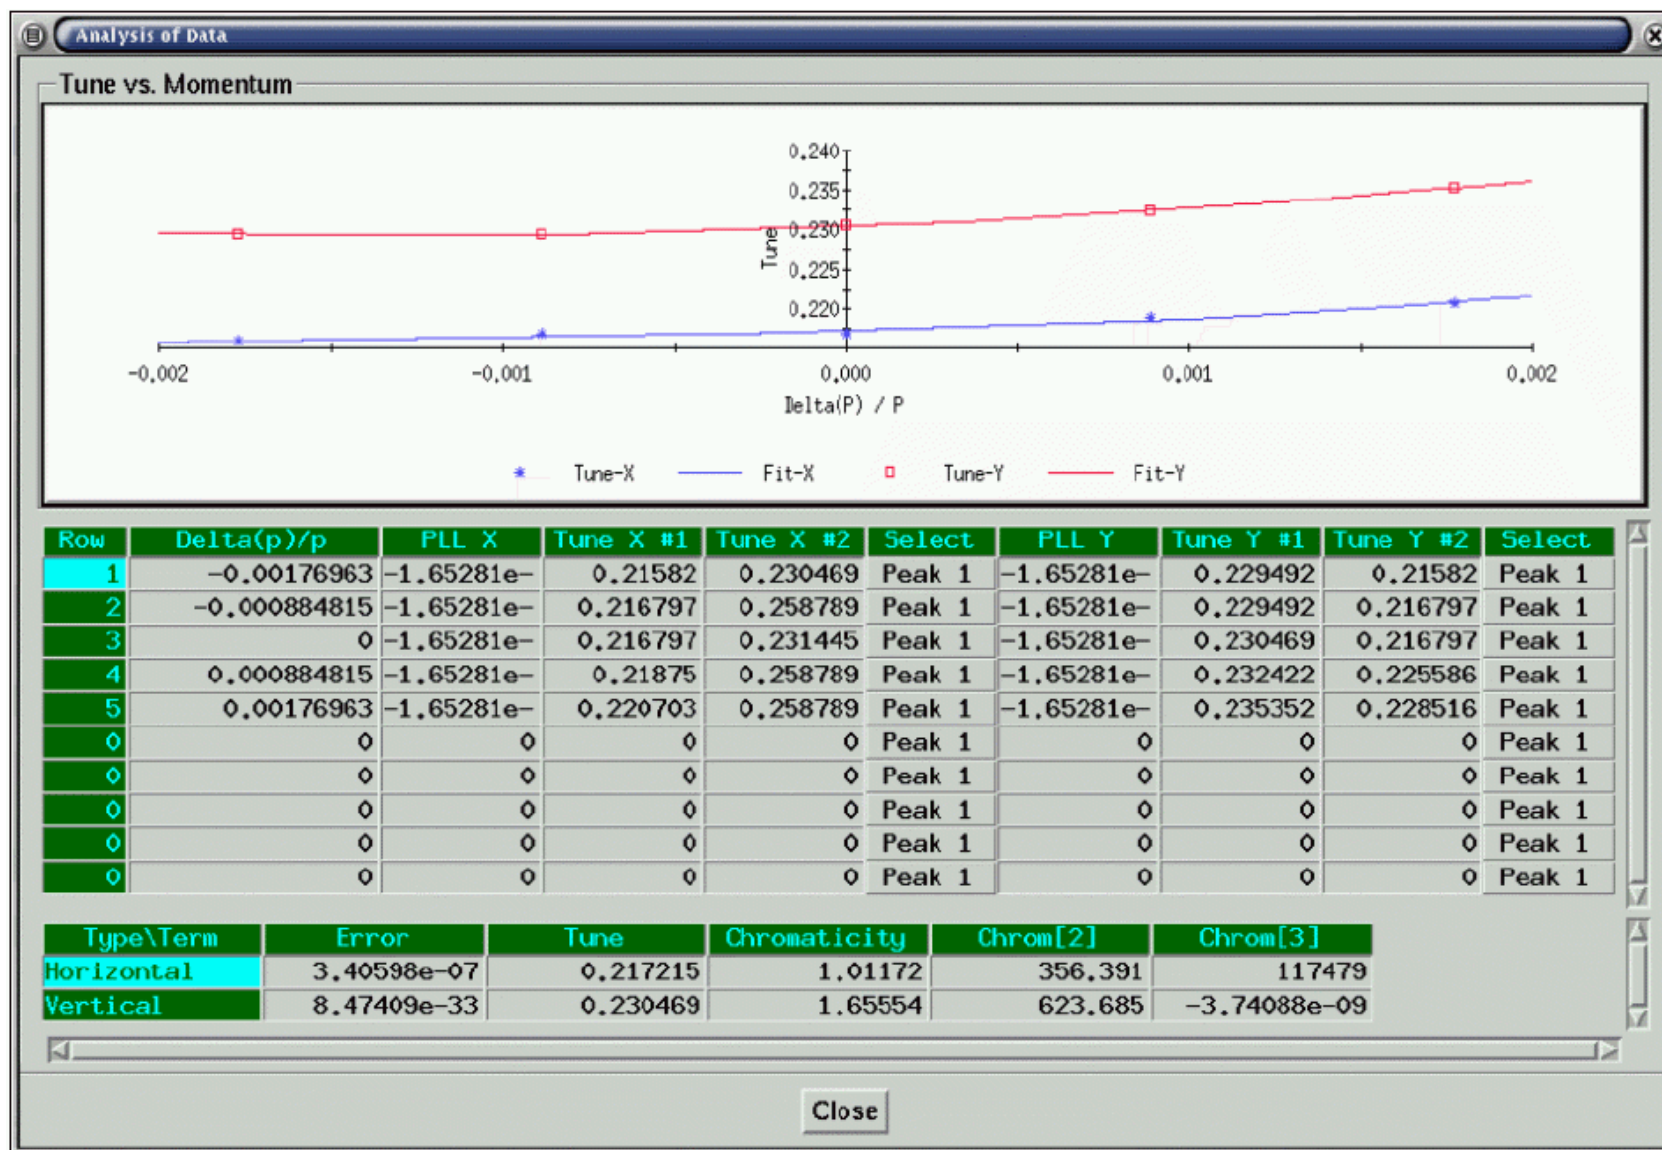 Analysis of Data
Tune vs. Momentum
0.240
0.235
0.230
0.225
0.220
Tune
-0.002 -0.001 0.000 0.001 0.002
Delta(P) / P
Tune-X Fit-X Tune-Y Fit-Y
Row Delta(p)/p PLL X Tune X #1 Tune X #2 Select PLL Y Tune Y #1 Tune Y #2 Select
1 -0.00176963 -1.65281e- 0.21582 0.230469 Peak 1 -1.65281e- 0.229492 0.21582 Peak 1
2 -0.000884815 -1.65281e- 0.216797 0.258789 Peak 1 -1.65281e- 0.229492 0.216797 Peak 1
3 0 -1.65281e- 0.216797 0.231445 Peak 1 -1.65281e- 0.230469 0.216797 Peak 1
4 0.000884815 -1.65281e- 0.21875 0.258789 Peak 1 -1.65281e- 0.232422 0.225586 Peak 1
5 0.00176963 -1.65281e- 0.220703 0.258789 Peak 1 -1.65281e- 0.235352 0.228516 Peak 1
0 0 0 0 0 Peak 1 0 0 0 Peak 1
0 0 0 0 0 Peak 1 0 0 0 Peak 1
0 0 0 0 0 Peak 1 0 0 0 Peak 1
0 0 0 0 0 Peak 1 0 0 0 Peak 1
0 0 0 0 0 Peak 1 0 0 0 Peak 1
Type\Term Error Tune Chromaticity Chrom[2] Chrom[3]
Horizontal 3.40598e-07 0.217215 1.01172 356.391 117479
Vertical 8.47409e-33 0.230469 1.65554 623.685 -3.74088e-09
Close